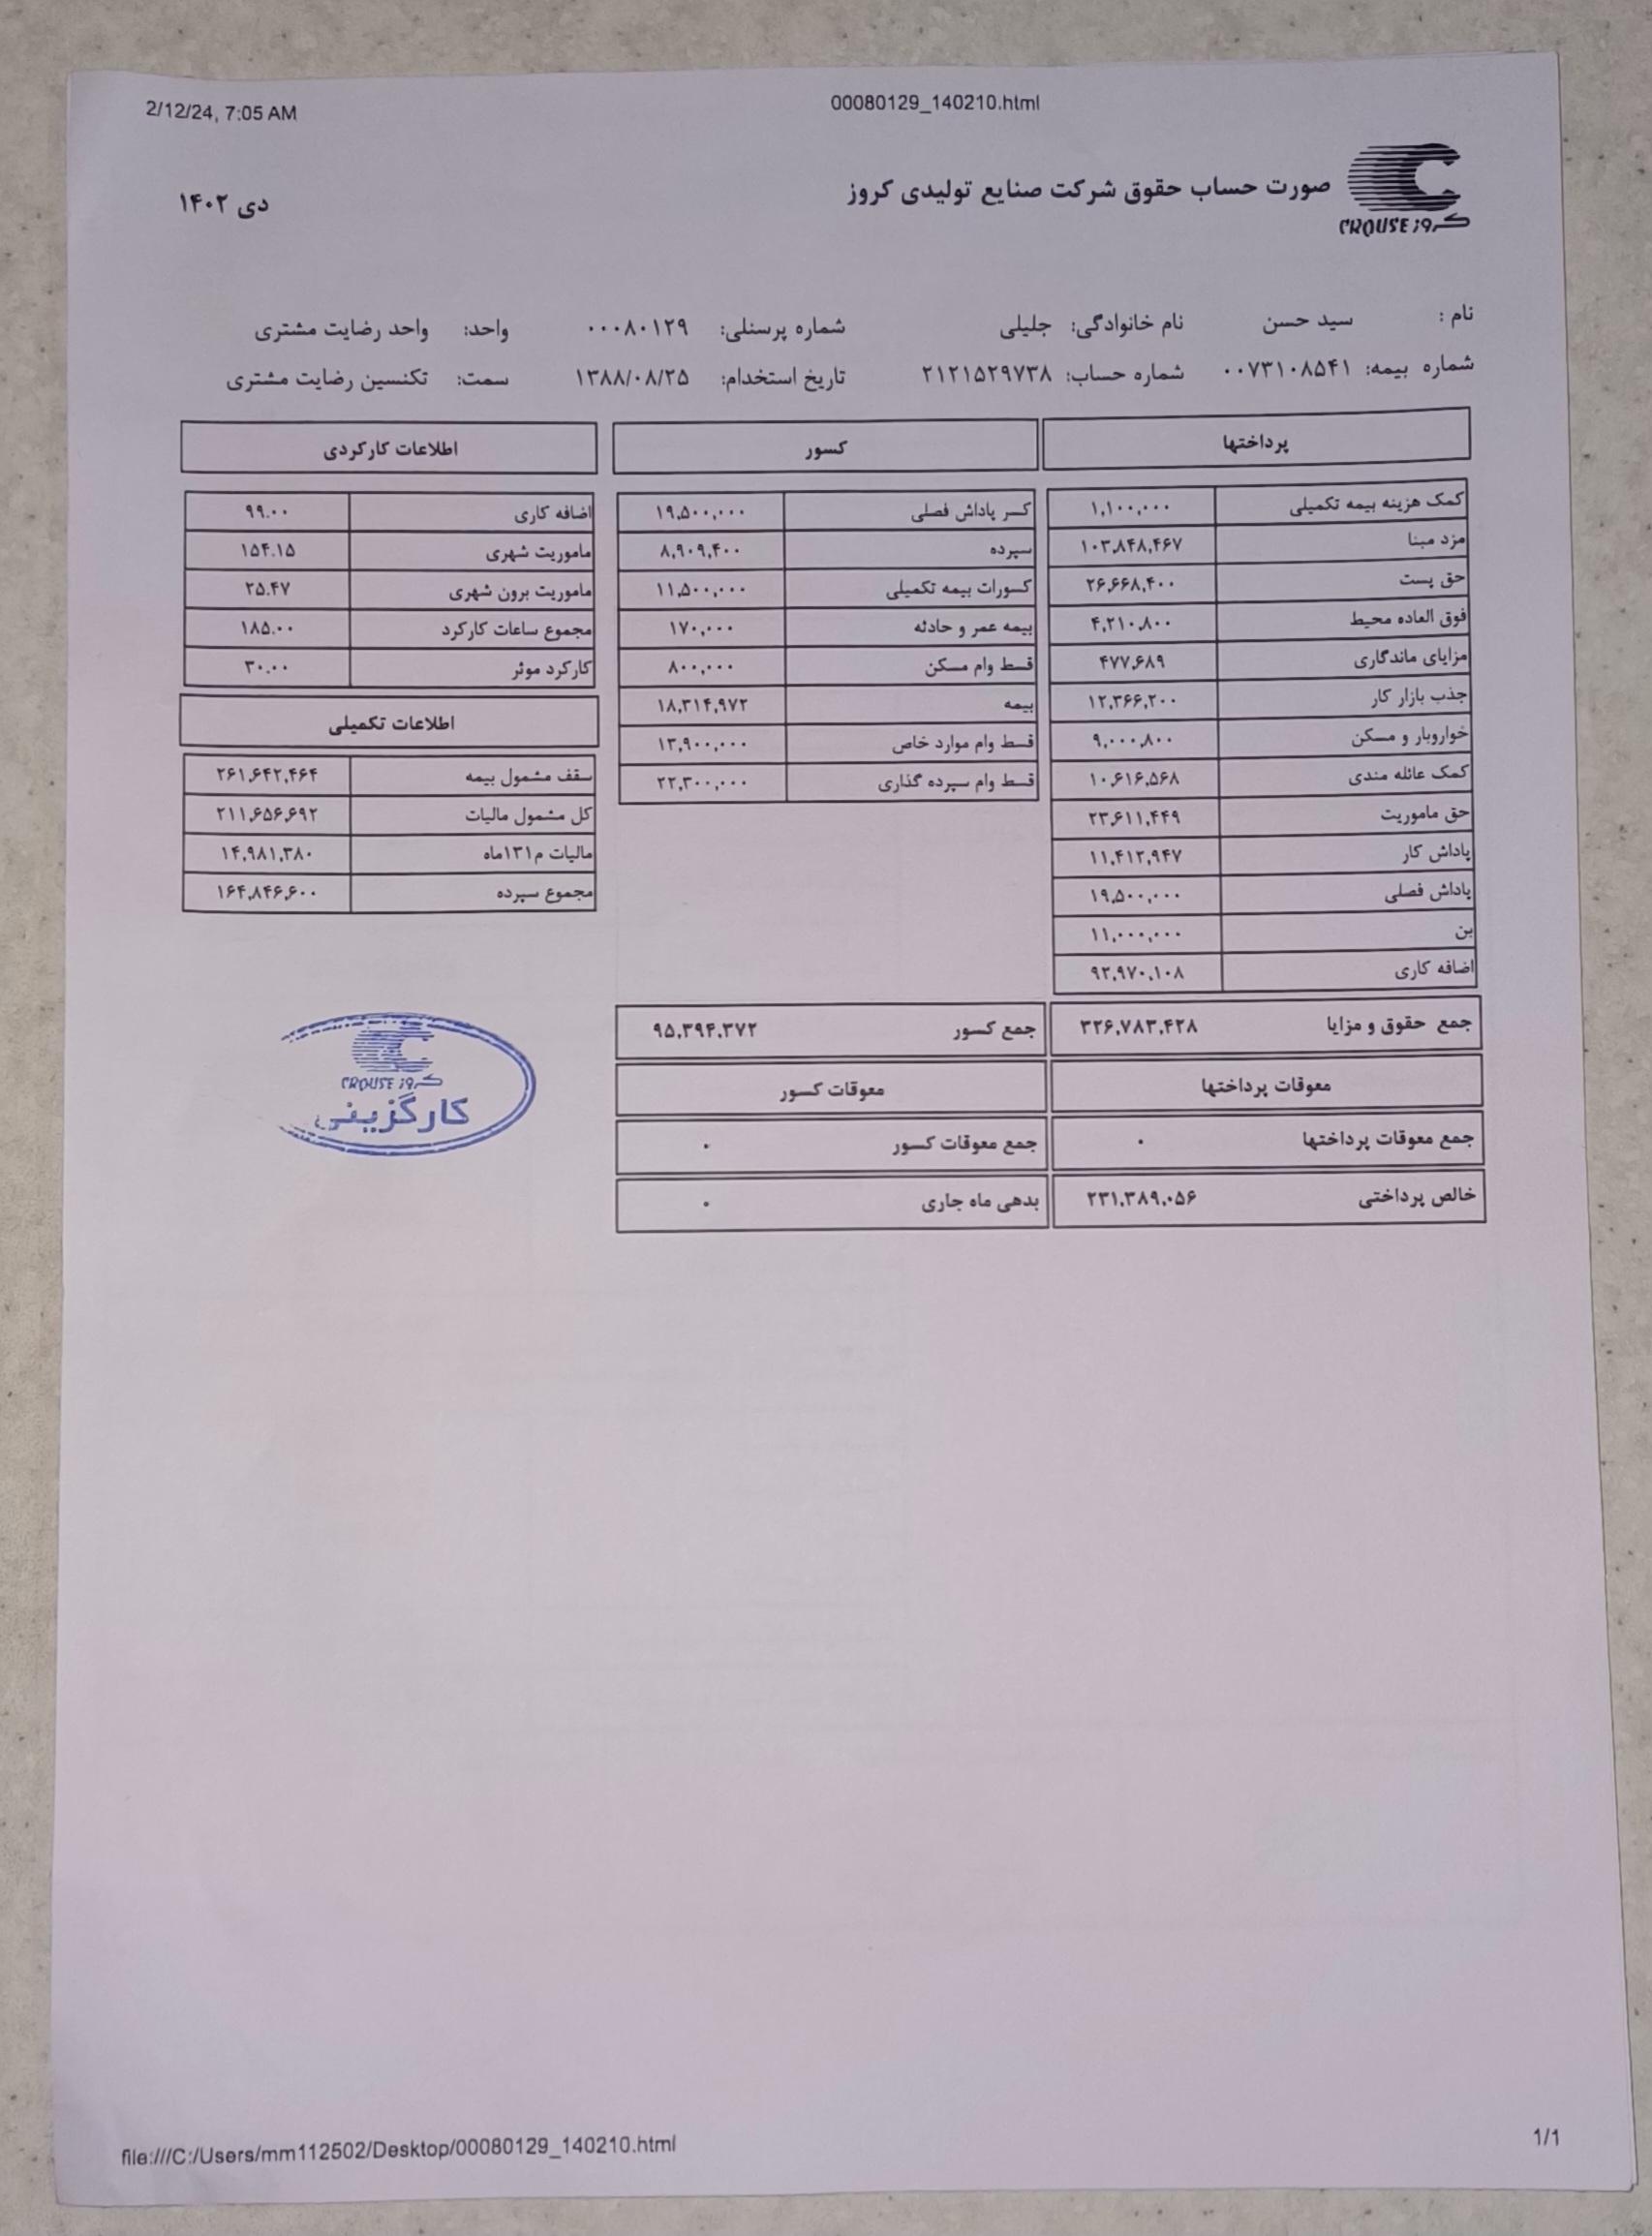 2/12/24, 7:05 AM
00080129_140210.html
کروز CROUSE
صورت حساب حقوق شرکت صنایع تولیدی کروز
دی ۱۴۰۲
نام : سید حسن نام خانوادگی: جلیلی شماره پرسنلی: ۰۰۰۸۰۱۲۹ واحد: واحد رضایت مشتری
شماره بیمه: ۰۰۷۳۱۰۸۵۴۱ شماره حساب: ۲۱۲۱۵۲۹۷۳۸ تاریخ استخدام: ۱۳۸۸/۰۸/۲۵ سمت: تکنسین رضایت مشتری
پرداختها
کمک هزینه بیمه تکمیلی ۱,۱۰۰,۰۰۰
مزد مبنا ۱۰۳,۸۴۸,۴۶۷
حق پست ۲۶,۶۶۸,۴۰۰
فوق العاده محیط ۴,۲۱۰,۸۰۰
مزایای ماندگاری ۴۷۷,۶۸۹
جذب بازار کار ۱۲,۳۶۶,۲۰۰
خواروبار و مسکن ۹,۰۰۰,۸۰۰
کمک عائله مندی ۱۰,۶۱۶,۵۶۸
حق ماموریت ۲۳,۶۱۱,۴۴۹
پاداش کار ۱۱,۴۱۲,۹۴۷
پاداش فصلی ۱۹,۵۰۰,۰۰۰
بن ۱۱,۰۰۰,۰۰۰
اضافه کاری ۹۲,۹۷۰,۱۰۸
جمع حقوق و مزایا ۳۲۶,۷۸۳,۴۲۸
معوقات پرداختها
جمع معوقات پرداختها ۰
خالص پرداختی ۲۳۱,۳۸۹,۰۵۶
کسور
کسر پاداش فصلی ۱۹,۵۰۰,۰۰۰
سپرده ۸,۹۰۹,۴۰۰
کسورات بیمه تکمیلی ۱۱,۵۰۰,۰۰۰
بیمه عمر و حادثه ۱۷۰,۰۰۰
قسط وام مسکن ۸۰۰,۰۰۰
بیمه ۱۸,۳۱۴,۹۷۲
قسط وام موارد خاص ۱۳,۹۰۰,۰۰۰
قسط وام سپرده گذاری ۲۲,۳۰۰,۰۰۰
جمع کسور ۹۵,۳۹۴,۳۷۲
معوقات کسور
جمع معوقات کسور ۰
بدهی ماه جاری ۰
اطلاعات کارکردی
اضافه کاری ۹۹.۰۰
ماموریت شهری ۱۵۴.۱۵
ماموریت برون شهری ۲۵.۴۷
مجموع ساعات کارکرد ۱۸۵.۰۰
کارکرد موثر ۳۰.۰۰
اطلاعات تکمیلی
سقف مشمول بیمه ۲۶۱,۶۴۲,۴۶۴
کل مشمول مالیات ۲۱۱,۶۵۶,۶۹۲
مالیات م۱۳۱ماه ۱۴,۹۸۱,۳۸۰
مجموع سپرده ۱۶۴,۸۴۶,۶۰۰
کروز CROUSE
کارگزینی
file:///C:/Users/mm112502/Desktop/00080129_140210.html
1/1